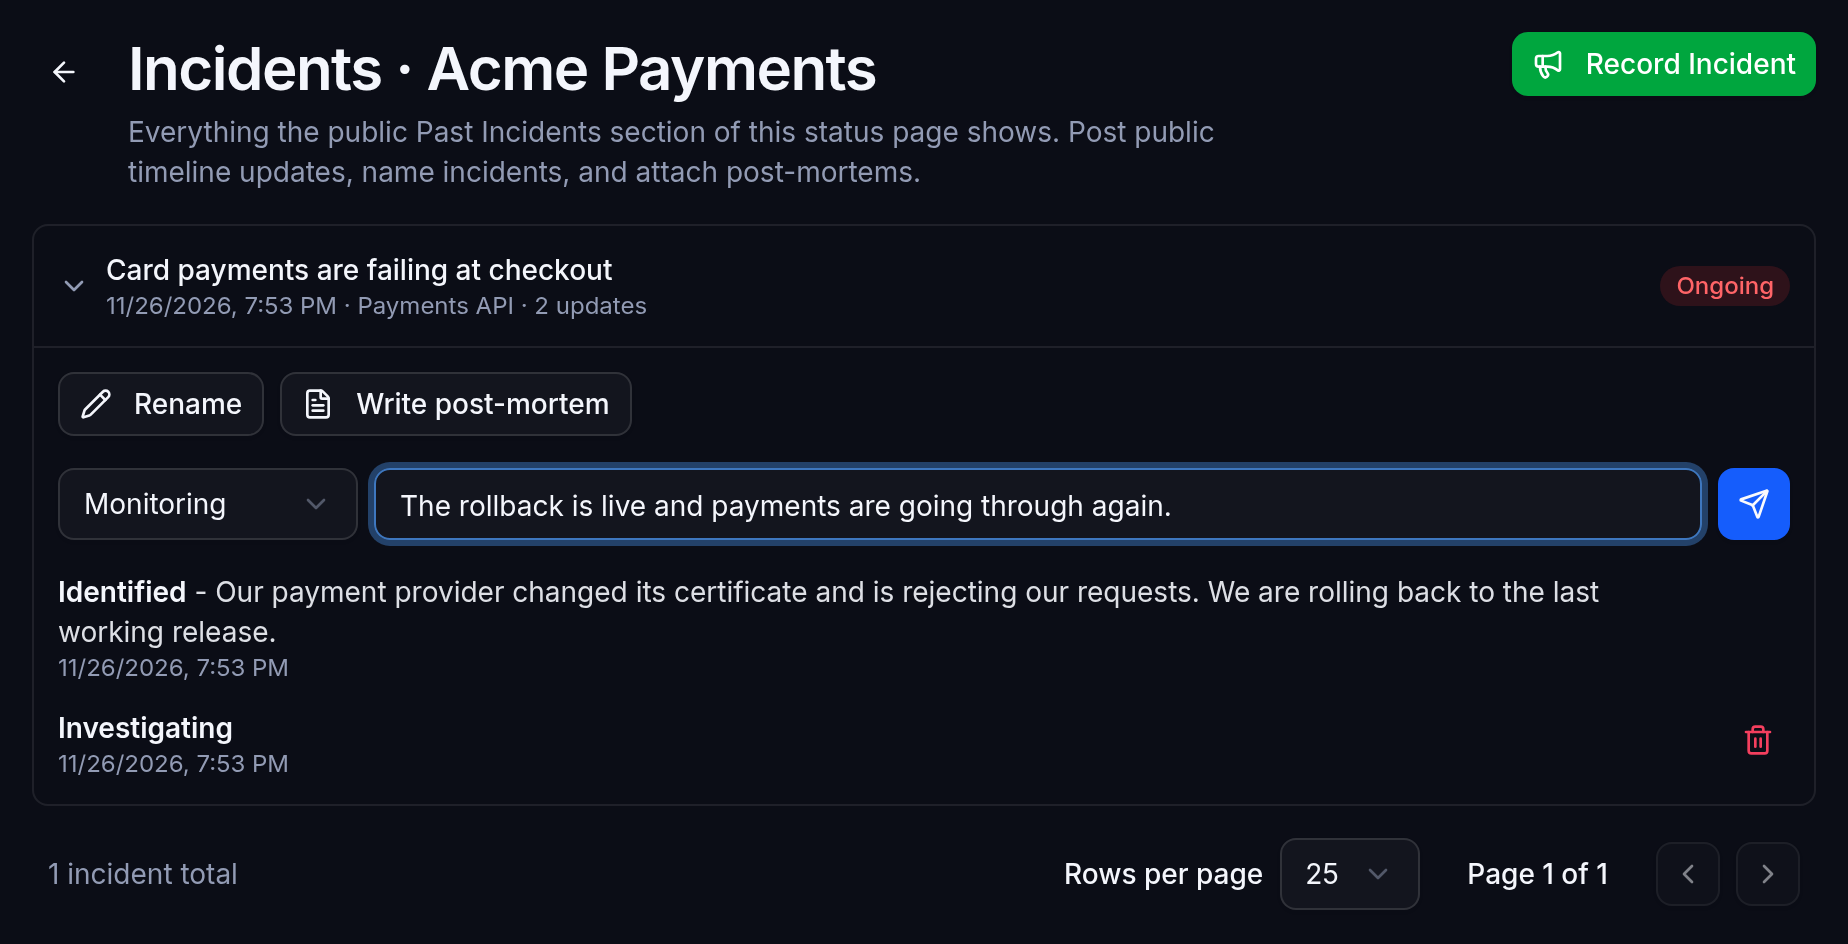 Incidents · Acme Payments
Record Incident
Everything the public Past Incidents section of this status page shows. Post public
timeline updates, name incidents, and attach post-mortems.
Card payments are failing at checkout
11/26/2026, 7:53 PM · Payments API · 2 updates
Ongoing
Rename
Write post-mortem
Monitoring
The rollback is live and payments are going through again.
Identified - Our payment provider changed its certificate and is rejecting our requests. We are rolling back to the last
working release.
11/26/2026, 7:53 PM
Investigating
11/26/2026, 7:53 PM
1 incident total
Rows per page
25
Page 1 of 1